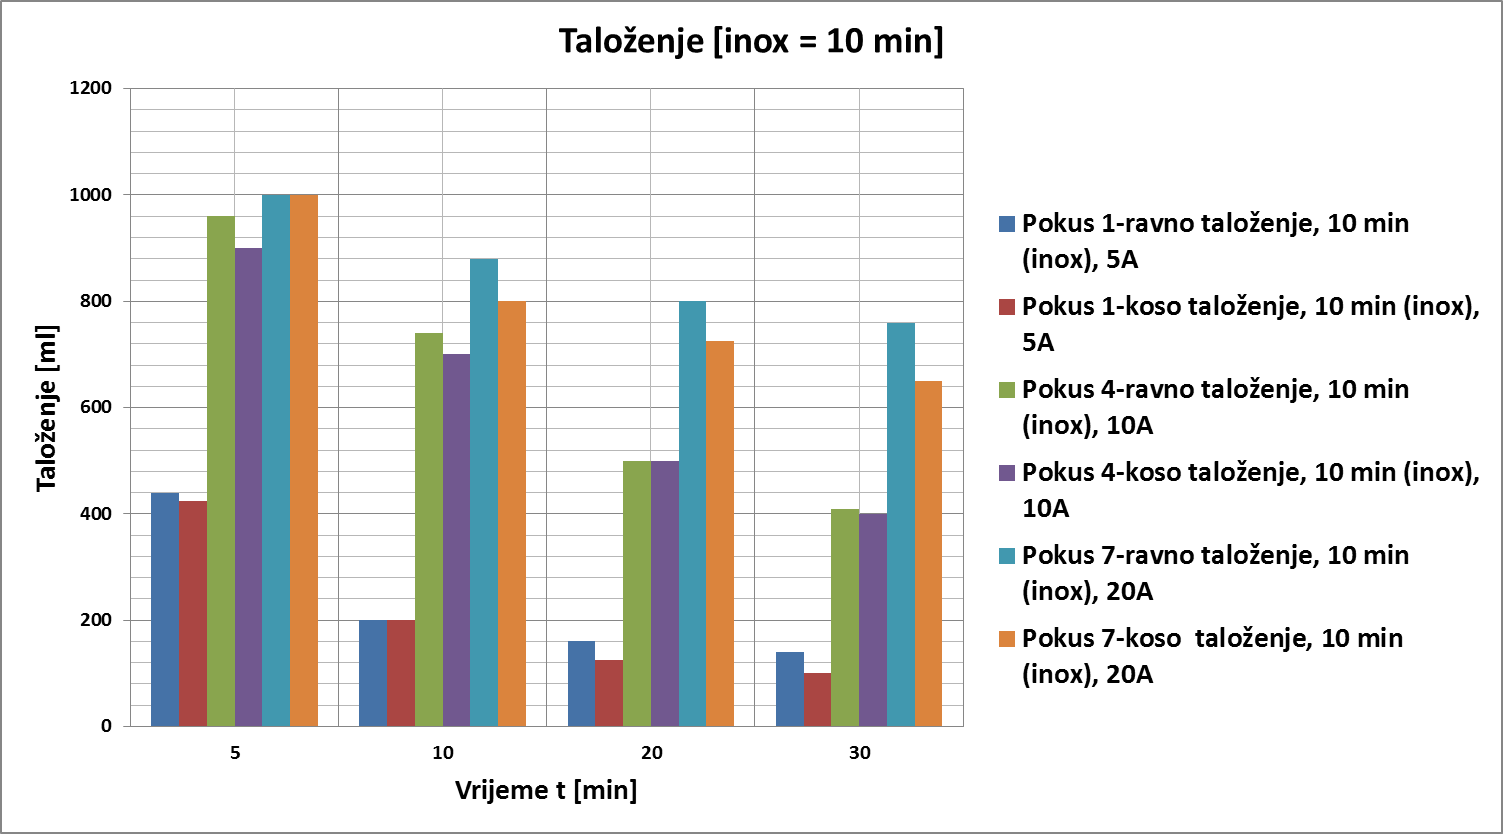 Taloženje [inox = 10 min]
1200
1000
800
600
400
200
0
Taloženje [ml]
5 10 20 30
Vrijeme t [min]
Pokus 1-ravno taloženje, 10 min
(inox), 5A
Pokus 1-koso taloženje, 10 min (inox),
5A
Pokus 4-ravno taloženje, 10 min
(inox), 10A
Pokus 4-koso taloženje, 10 min (inox),
10A
Pokus 7-ravno taloženje, 10 min
(inox), 20A
Pokus 7-koso  taloženje, 10 min
(inox), 20A